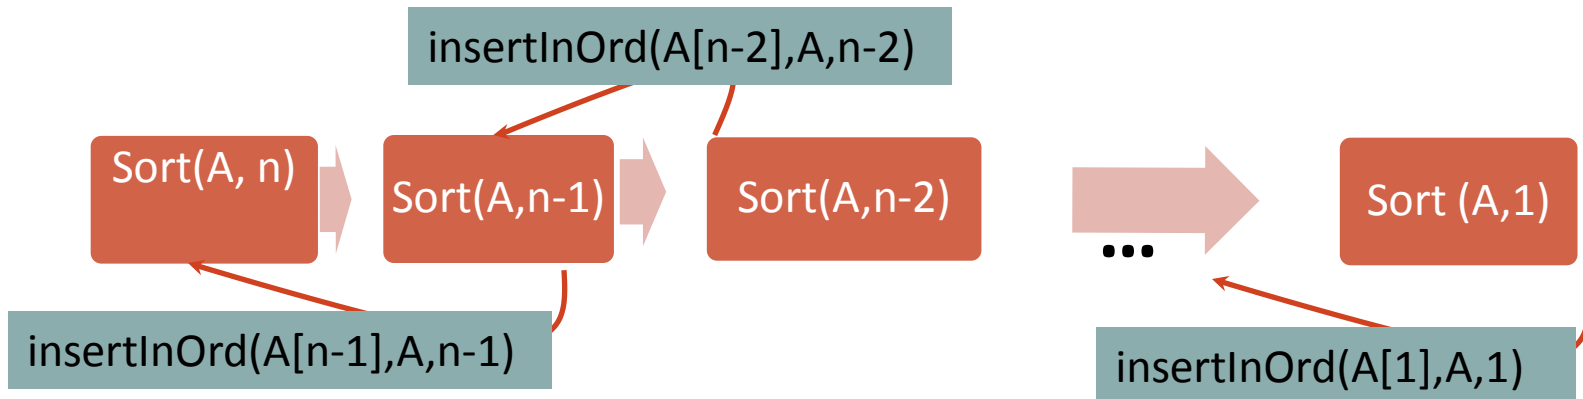 insertInOrd(A[n-2],A,n-2)
Sort(A, n)
Sort(A,n-1)
Sort(A,n-2)
...
Sort (A,1)
insertInOrd(A[n-1],A,n-1)
insertInOrd(A[1],A,1)